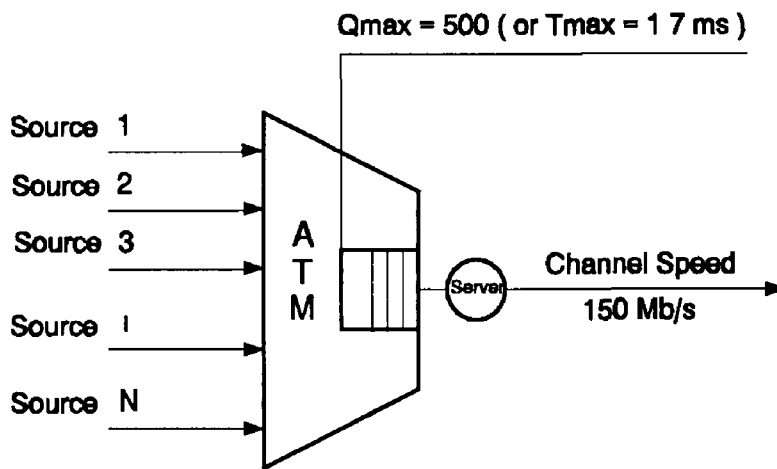 Qmax = 500 ( or Tmax = 1 7 ms )
Source 1
Source 2
Source 3
Source I
Source N
A
T
M
Server
Channel Speed
150 Mb/s